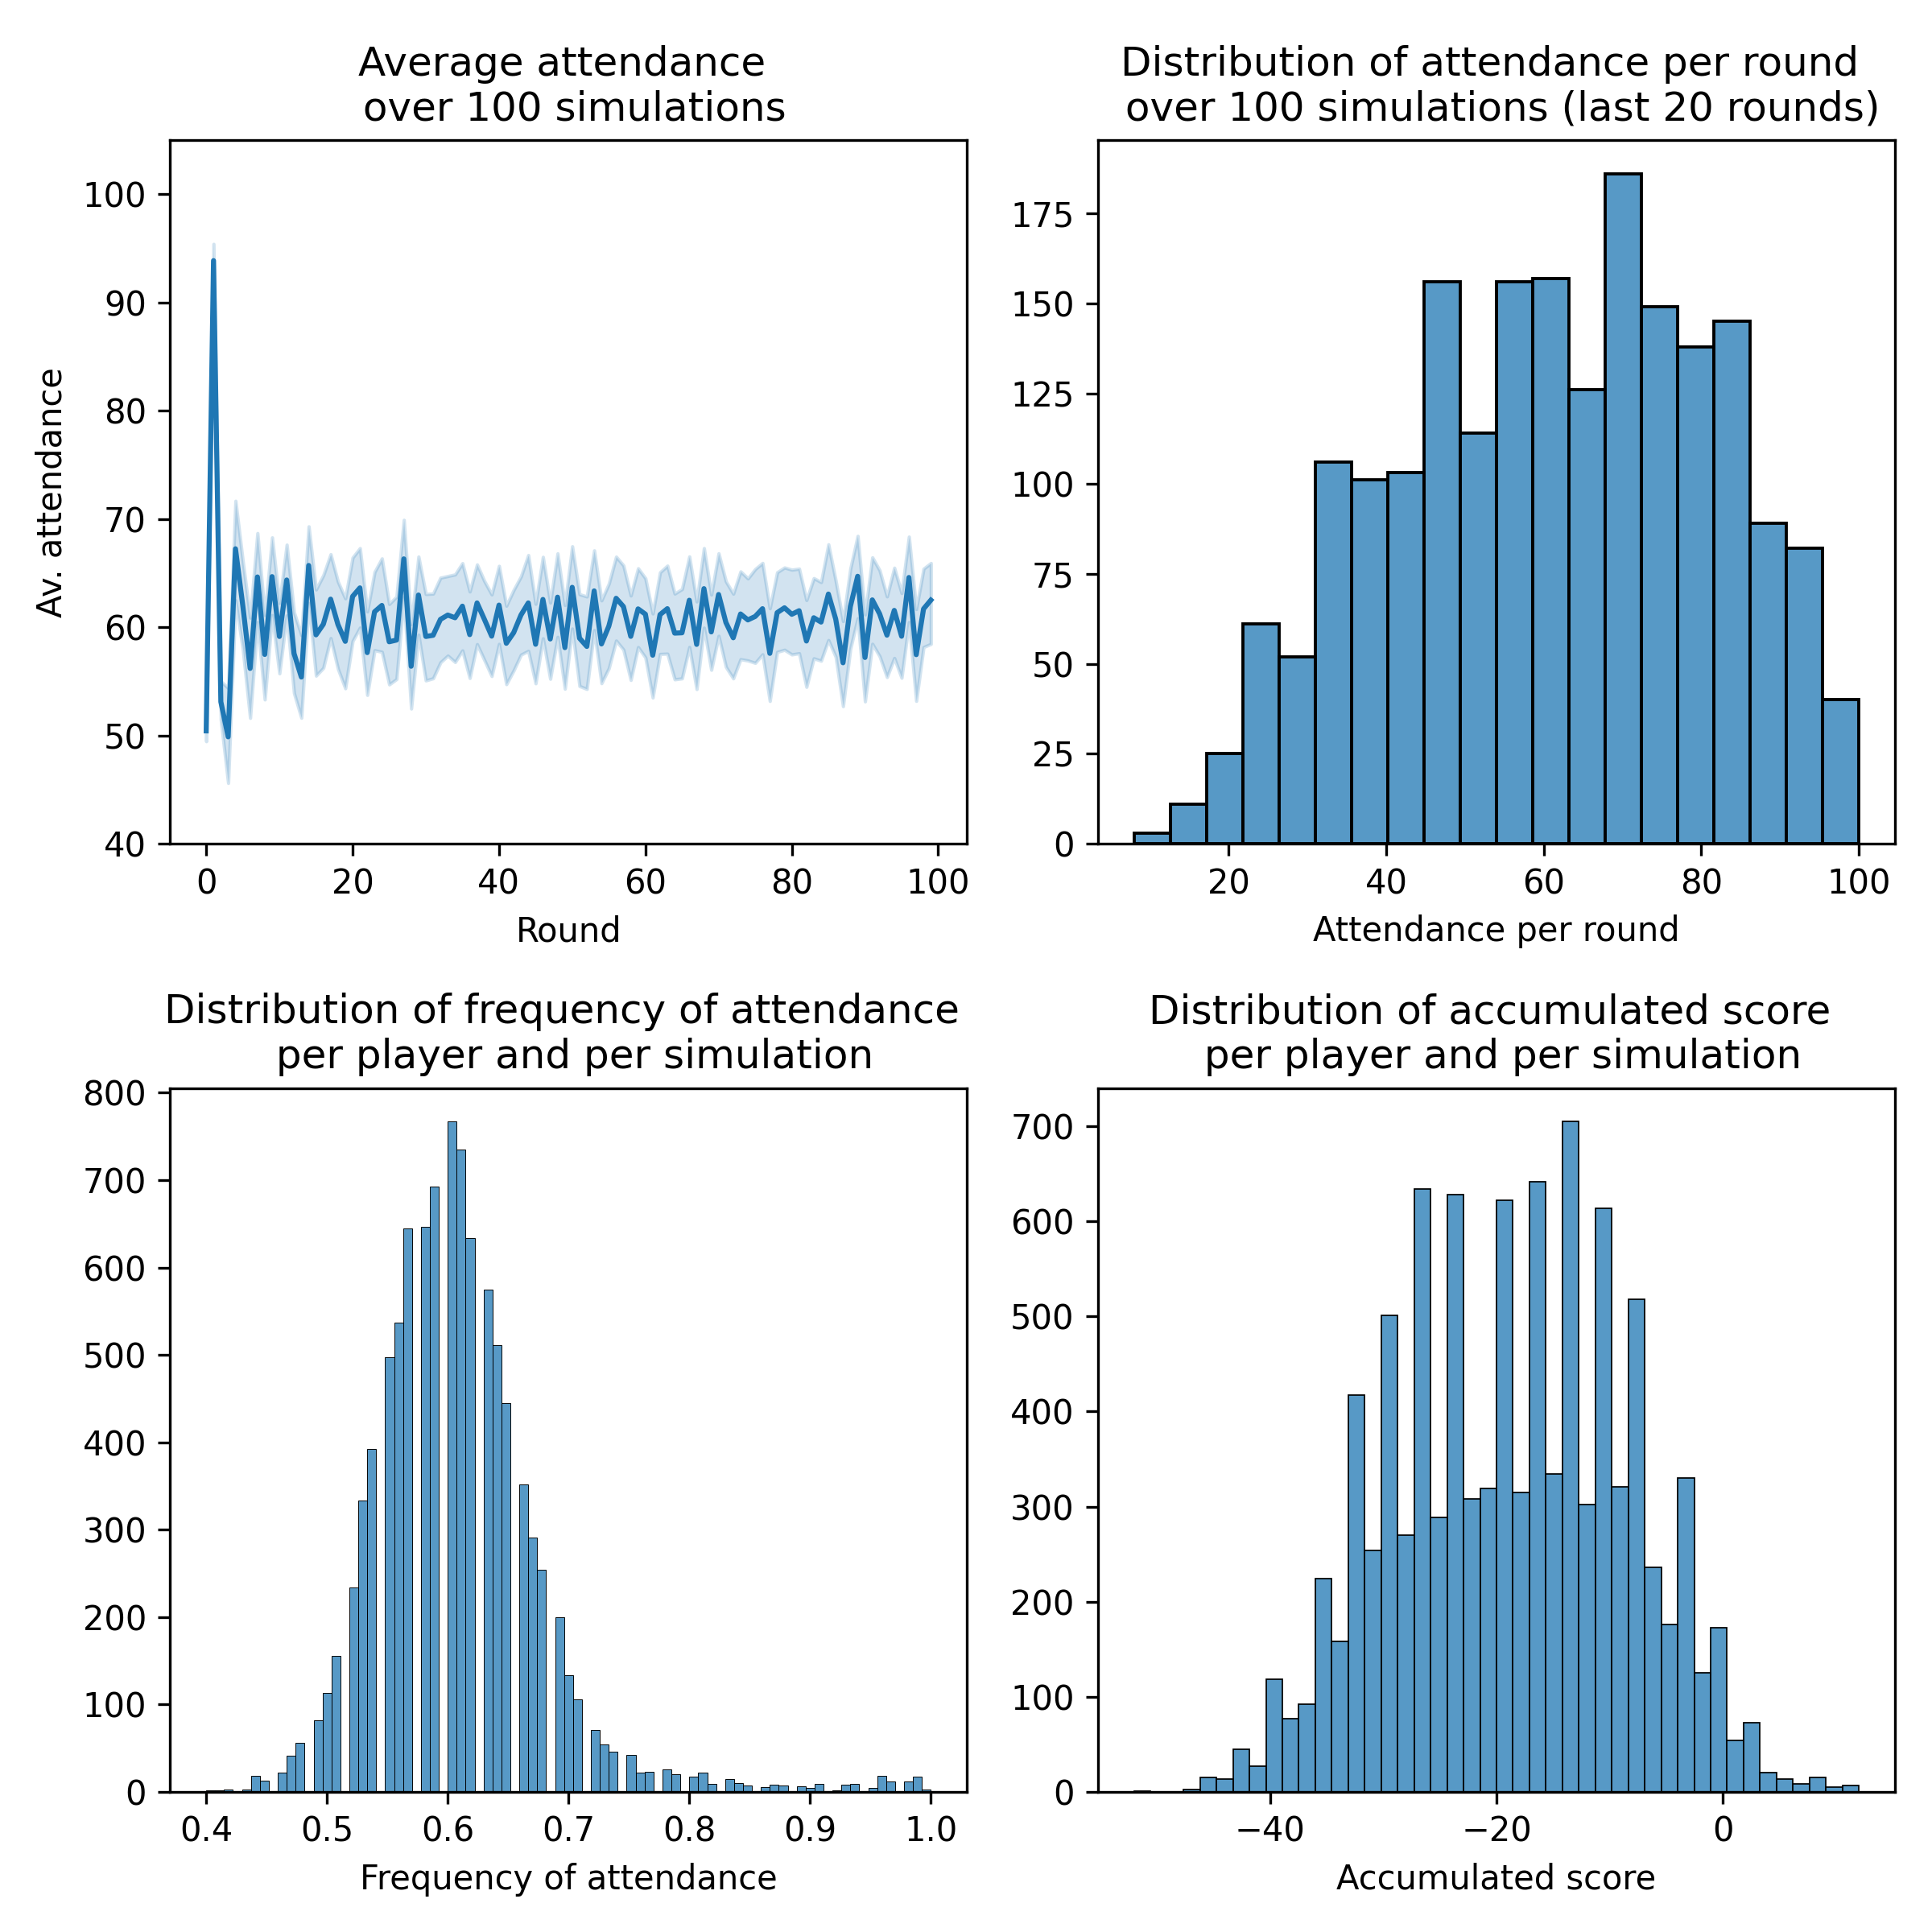 Average attendance
over 100 simulations
100
90
80
70
60
50
40
Av. attendance
0 20 40 60 80 100
Round
Distribution of attendance per round
over 100 simulations (last 20 rounds)
175
150
125
100
75
50
25
0
20 40 60 80 100
Attendance per round
Distribution of frequency of attendance
per player and per simulation
800
700
600
500
400
300
200
100
0
0.4 0.5 0.6 0.7 0.8 0.9 1.0
Frequency of attendance
Distribution of accumulated score
per player and per simulation
700
600
500
400
300
200
100
0
−40 −20 0
Accumulated score